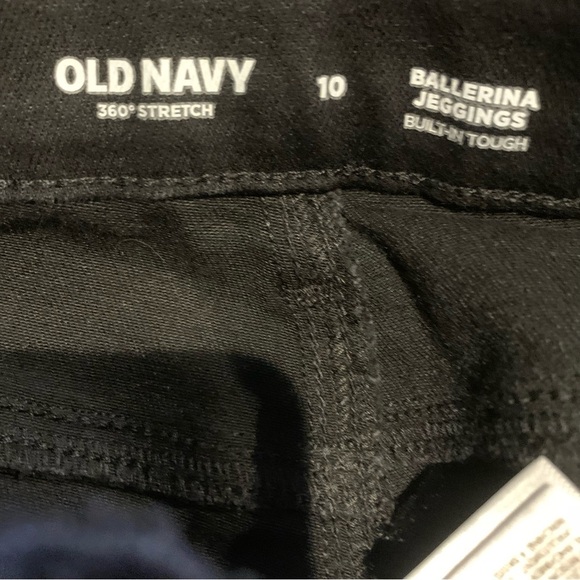 OLD NAVY
360° STRETCH
10
BALLERINA
JEGGINGS
BUILT-IN TOUGH